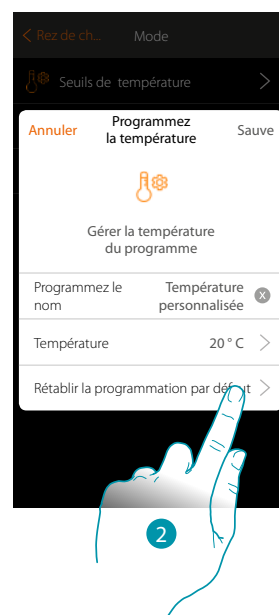 < Rez de ch... Mode
Seuils de température >
Annuler Programmez la température Sauve
Gérer la température
du programme
Programmez le nom Température personnalisée x
Température 20 ° C >
Rétablir la programmation par défaut >
2